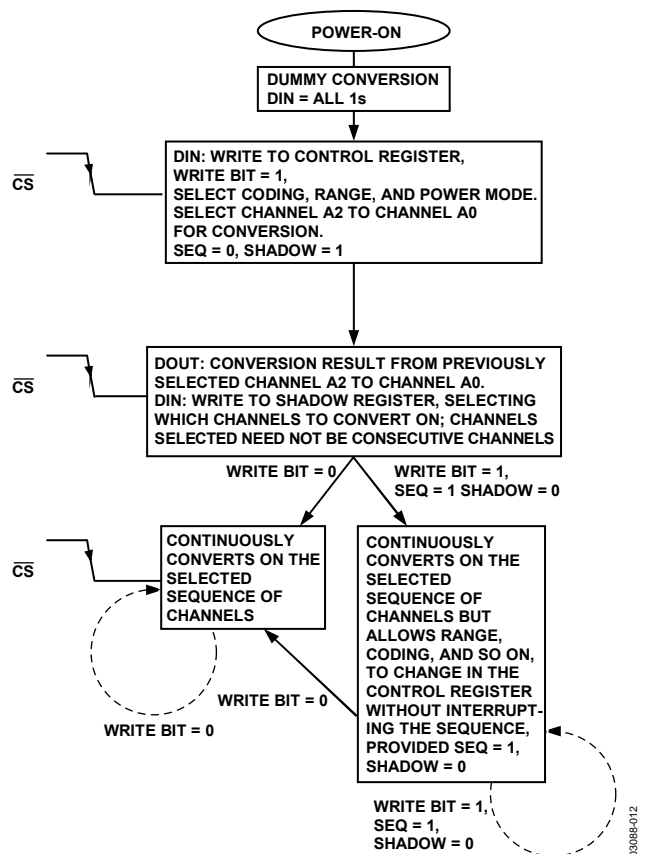 POWER-ON
DUMMY CONVERSION
DIN = ALL 1s
CS
DIN: WRITE TO CONTROL REGISTER,
WRITE BIT = 1,
SELECT CODING, RANGE, AND POWER MODE.
SELECT CHANNEL A2 TO CHANNEL A0
FOR CONVERSION.
SEQ = 0, SHADOW = 1
CS
DOUT: CONVERSION RESULT FROM PREVIOUSLY
SELECTED CHANNEL A2 TO CHANNEL A0.
DIN: WRITE TO SHADOW REGISTER, SELECTING
WHICH CHANNELS TO CONVERT ON; CHANNELS
SELECTED NEED NOT BE CONSECUTIVE CHANNELS
WRITE BIT = 0
WRITE BIT = 1,
SEQ = 1 SHADOW = 0
CS
CONTINUOUSLY
CONVERTS ON THE
SELECTED
SEQUENCE OF
CHANNELS
CONTINUOUSLY
CONVERTS ON THE
SELECTED
SEQUENCE OF
CHANNELS BUT
ALLOWS RANGE,
CODING, AND SO ON,
TO CHANGE IN THE
CONTROL REGISTER
WITHOUT INTERRUPT-
ING THE SEQUENCE,
PROVIDED SEQ = 1,
SHADOW = 0
WRITE BIT = 0
WRITE BIT = 0
WRITE BIT = 1,
SEQ = 1,
SHADOW = 0
03088-012